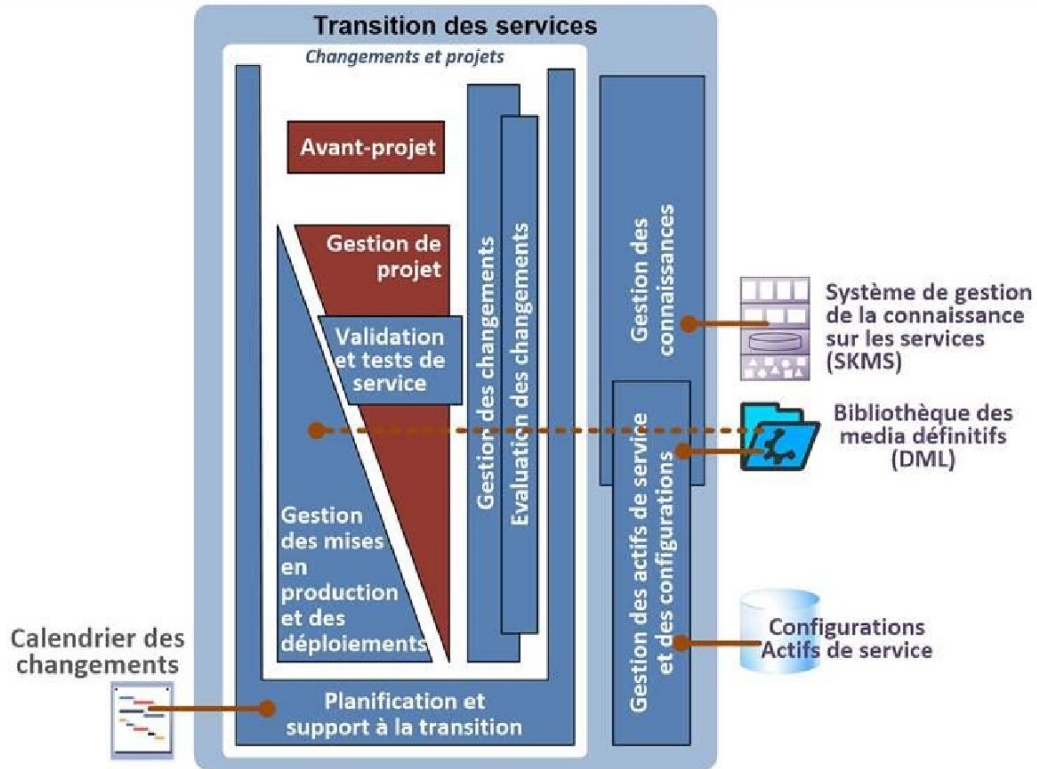 Transition des services
Changements et projets
Avant-projet
Gestion de
projet
Validation
et tests de
service
Gestion
des mises
en
production
et des
déploiements
Gestion des changements
Evaluation des changements
Planification et
support à la transition
Gestion des
connaissances
Gestion des actifs de service
et des configurations
Système de gestion
de la connaissance
sur les services
(SKMS)
Bibliothèque des
media définitifs
(DML)
Configurations
Actifs de service
Calendrier des
changements